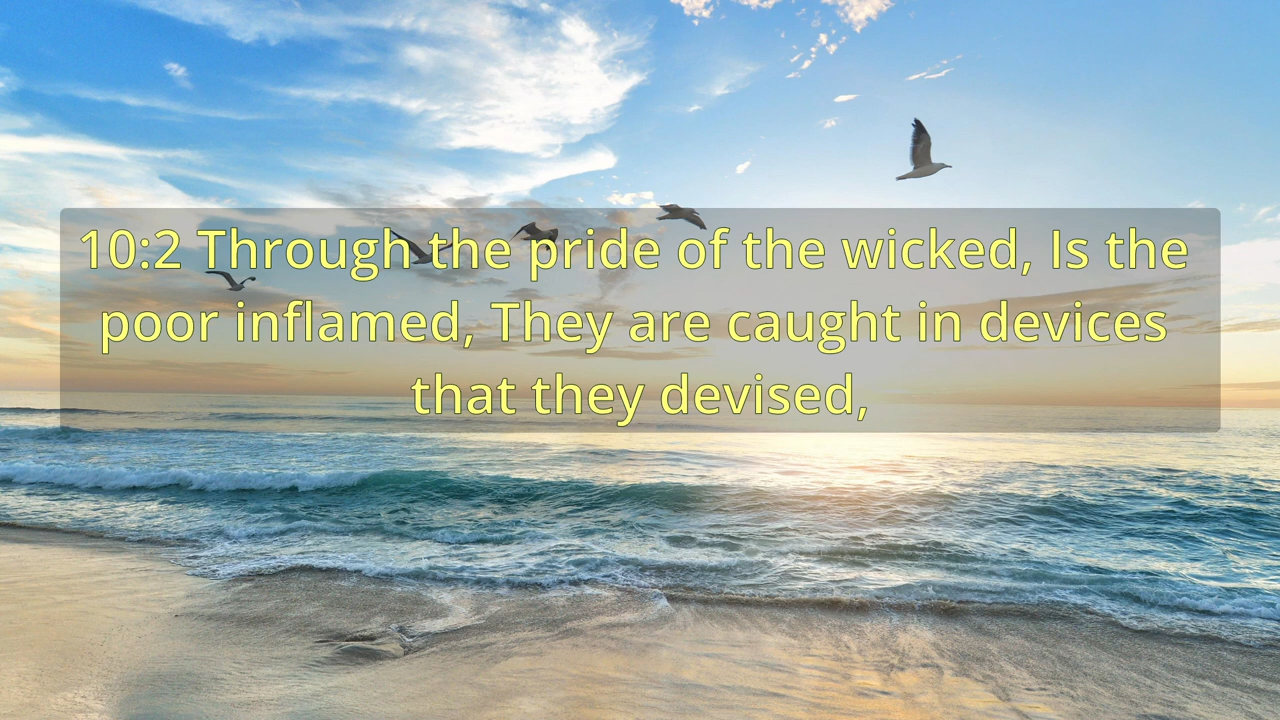 10:2 Through the pride of the wicked, Is the
poor inflamed, They are caught in devices
that they devised,